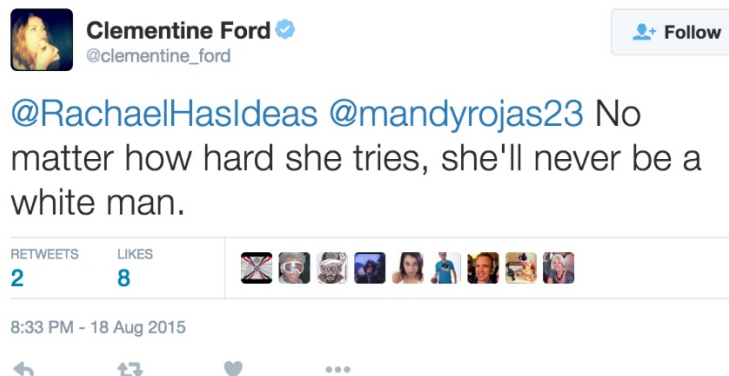 Clementine Ford
@clementine_ford
Follow
@RachaelHasIdeas @mandyrojas23 No
matter how hard she tries, she'll never be a
white man.
RETWEETS LIKES
2 8
8:33 PM - 18 Aug 2015